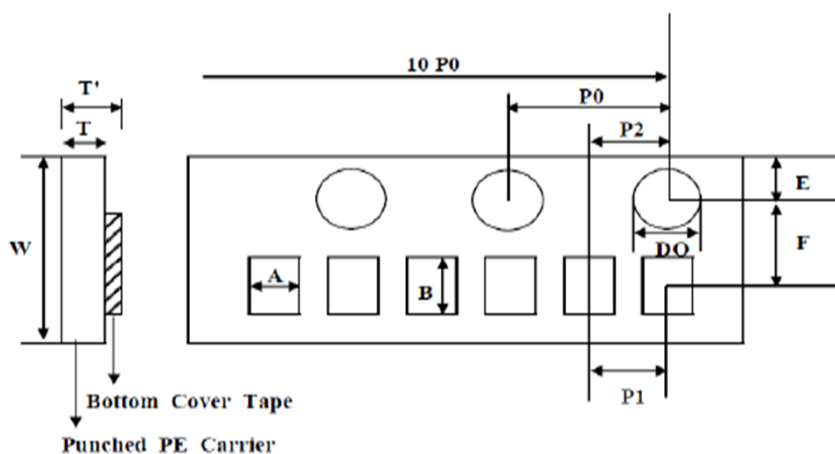 10 P0
T'
P0
T
P2
E
W
DO
F
A
B
P1
Bottom Cover Tape
Punched PE Carrier